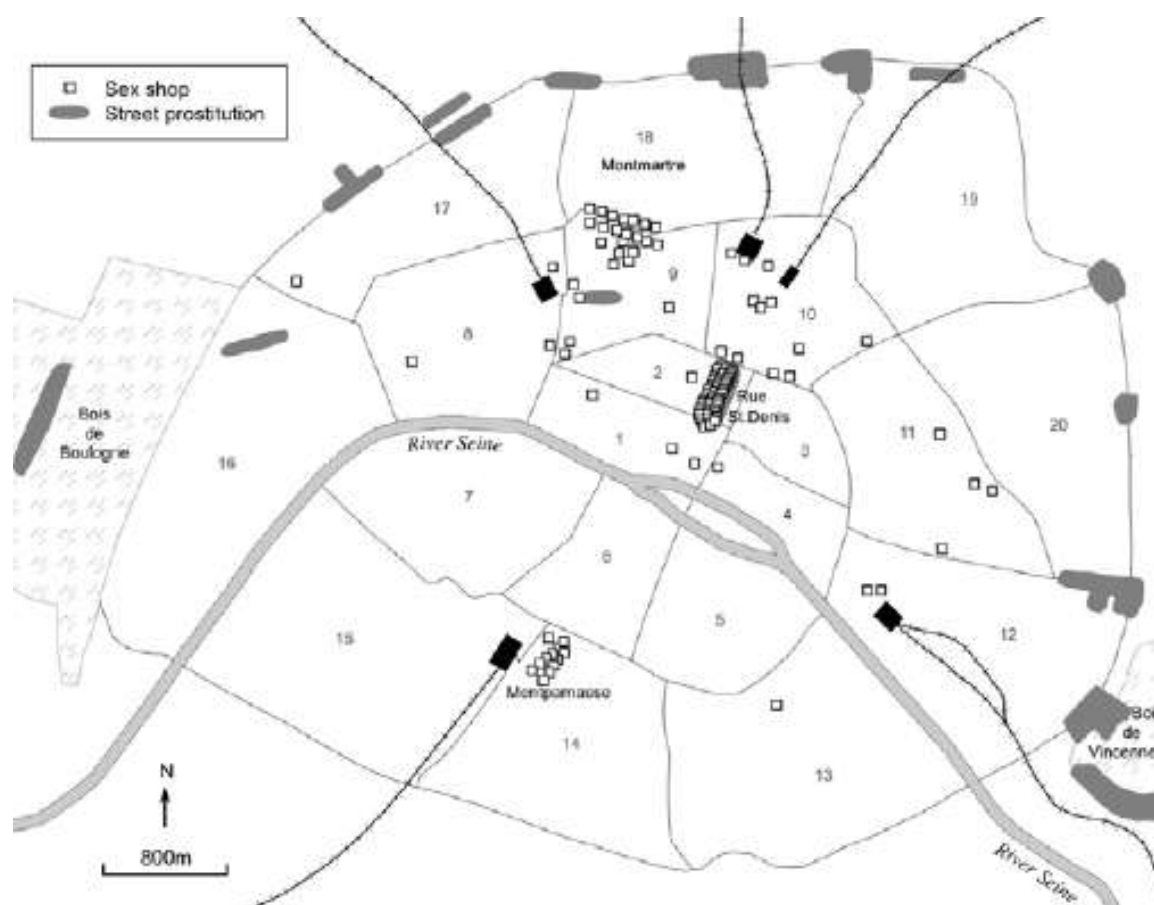 Sex shop
Street prostitution
18
Montmartre
17
19
9
8
10
2
Rue
St.Denis
Bois
de
Boulogne
16
River Seine
1
3
11
20
7
4
6
5
15
12
Montparnasse
14
13
Boi
de
Vincenne
N
800m
River Seine